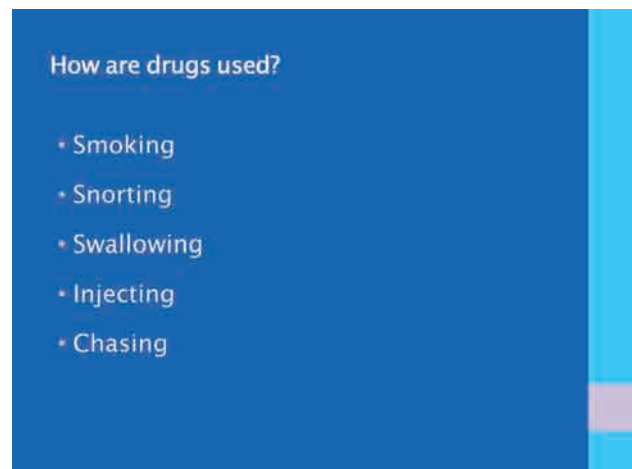 How are drugs used?
• Smoking
• Snorting
• Swallowing
• Injecting
• Chasing